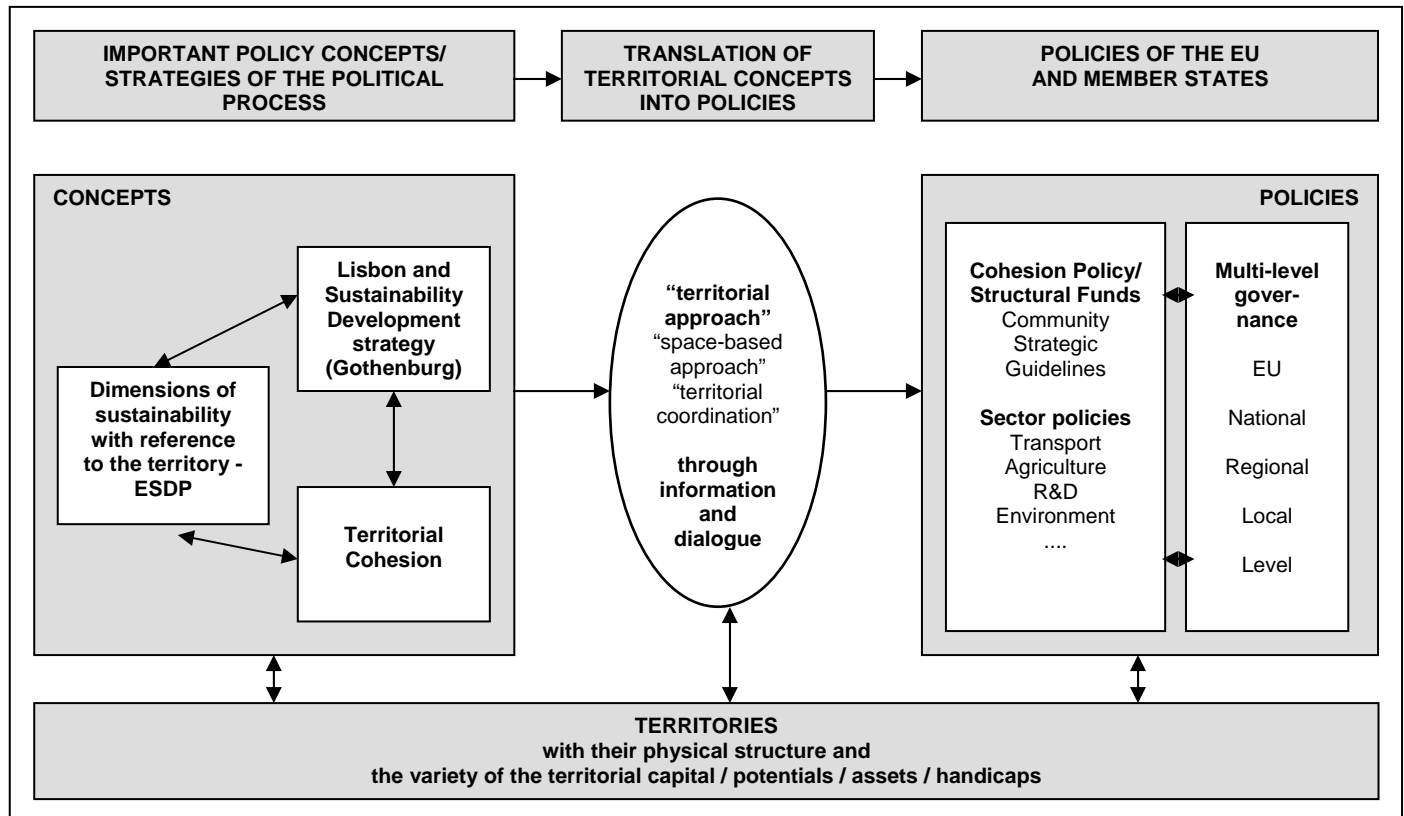 IMPORTANT POLICY CONCEPTS/
STRATEGIES OF THE POLITICAL
PROCESS
TRANSLATION OF
TERRITORIAL CONCEPTS
INTO POLICIES
POLICIES OF THE EU
AND MEMBER STATES
CONCEPTS
Lisbon and
Sustainability
Development
strategy
(Gothenburg)
Dimensions of
sustainability
with reference
to the territory -
ESDP
Territorial
Cohesion
“territorial
approach”
“space-based
approach”
“territorial
coordination”
through
information
and
dialogue
POLICIES
Cohesion Policy/
Structural Funds
Community
Strategic
Guidelines
Sector policies
Transport
Agriculture
R&D
Environment
....
Multi-level
gover-
nance
EU
National
Regional
Local
Level
TERRITORIES
with their physical structure and
the variety of the territorial capital / potentials / assets / handicaps